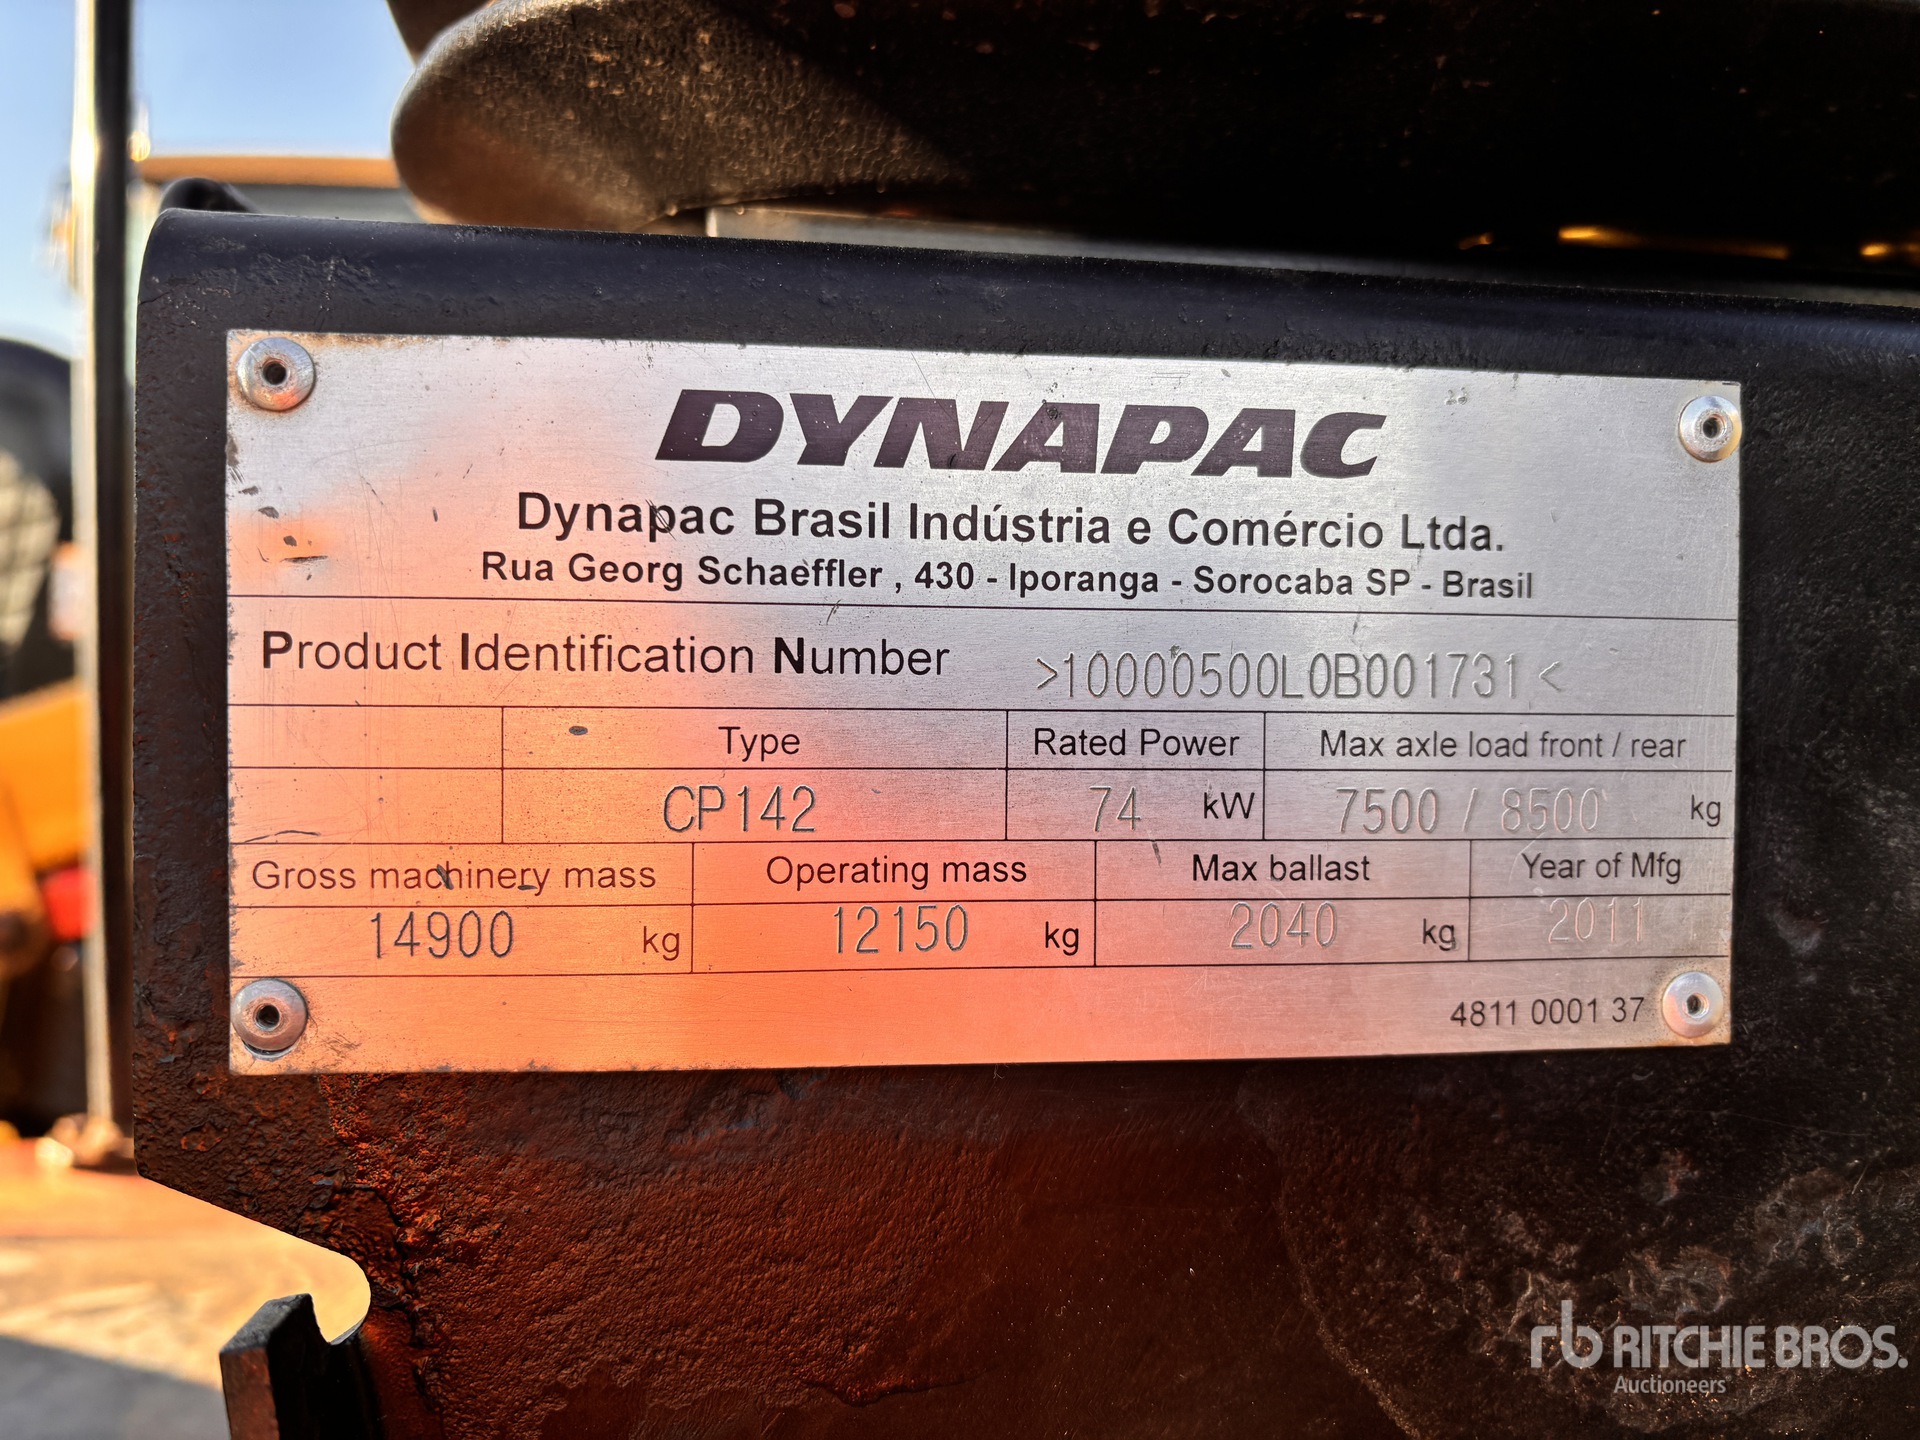 DYNAPAC
Dynapac Brasil Indústria e Comércio Ltda.
Rua Georg Schaeffler , 430 - Iporanga - Sorocaba SP - Brasil
Product Identification Number >10000500L0B001731<
Type Rated Power Max axle load front / rear
CP142 74 kW 7500 / 8500 kg
Gross machinery mass Operating mass Max ballast Year of Mfg
14900 kg 12150 kg 2040 kg 2011
4811 0001 37
rb RITCHIE BROS.
Auctioneers